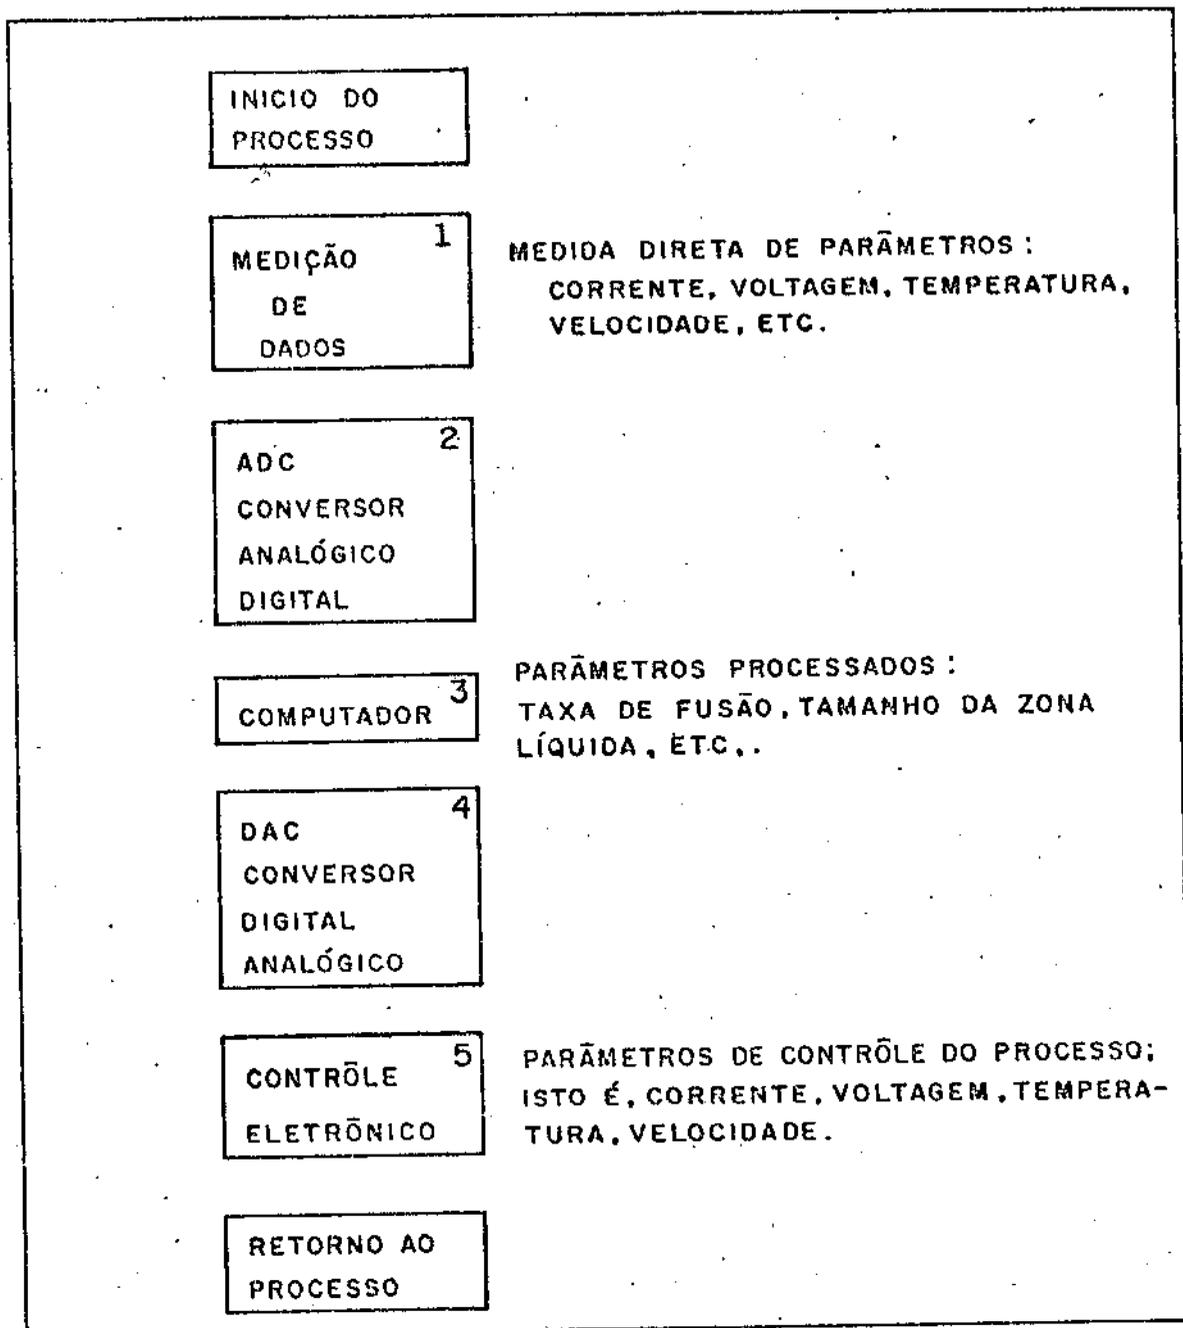 INICIO DO
PROCESSO
1
MEDIÇÃO
DE
DADOS
MEDIDA DIRETA DE PARÂMETROS:
CORRENTE, VOLTAGEM, TEMPERATURA,
VELOCIDADE, ETC.
2
ADC
CONVERSOR
ANALÓGICO
DIGITAL
3
COMPUTADOR
PARÂMETROS PROCESSADOS:
TAXA DE FUSÃO, TAMANHO DA ZONA
LÍQUIDA, ETC,.
4
DAC
CONVERSOR
DIGITAL
ANALÓGICO
5
CONTRÔLE
ELETRÔNICO
PARÂMETROS DE CONTRÔLE DO PROCESSO;
ISTO É, CORRENTE, VOLTAGEM, TEMPERA-
TURA, VELOCIDADE.
RETORNO AO
PROCESSO